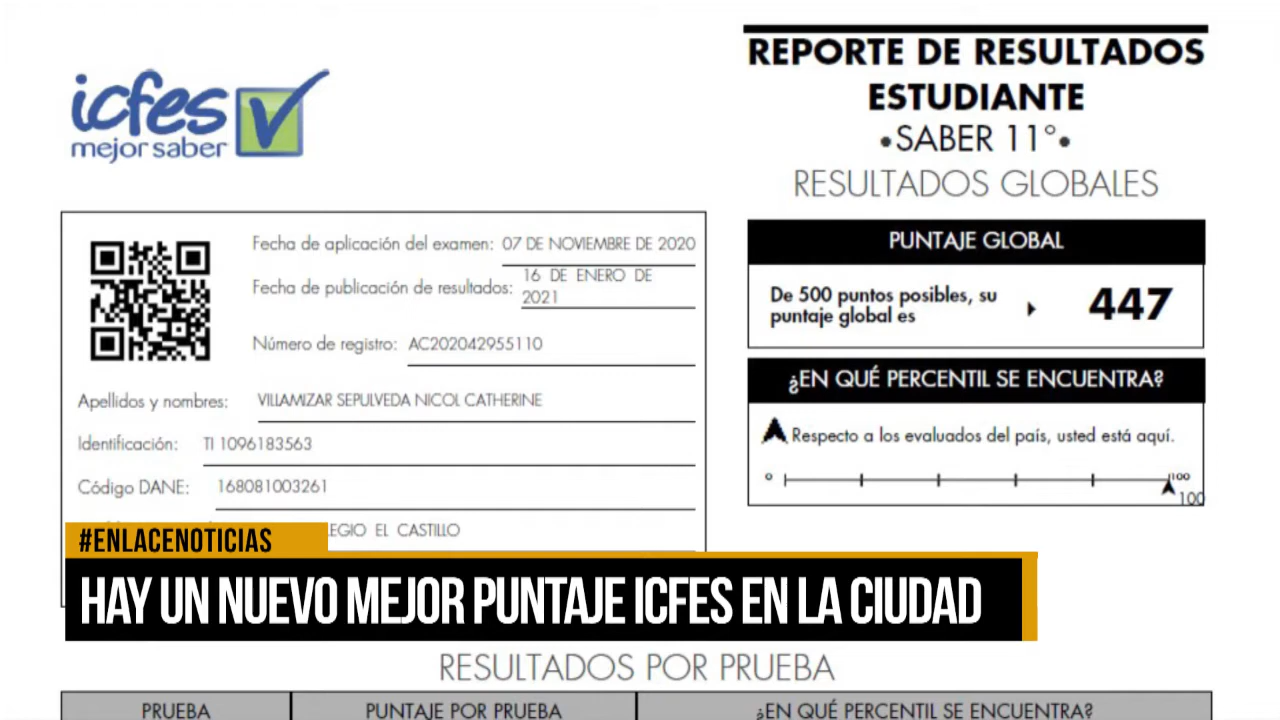 icfes
mejor saber
REPORTE DE RESULTADOS
ESTUDIANTE
•SABER 11°•
RESULTADOS GLOBALES
Fecha de aplicación del examen: 07 DE NOVIEMBRE DE 2020
Fecha de publicación de resultados: 16 DE ENERO DE
2021
Número de registro: AC202042955110
Apellidos y nombres: VILLAMIZAR SEPULVEDA NICOL CATHERINE
Identificación: TI 1096183563
Código DANE: 168081003261
EGIO EL CASTILLO
PUNTAJE GLOBAL
De 500 puntos posibles, su
puntaje global es 447
¿EN QUÉ PERCENTIL SE ENCUENTRA?
Respecto a los evaluados del país, usted está aquí.
0 100
100
#ENLACENOTICIAS
HAY UN NUEVO MEJOR PUNTAJE ICFES EN LA CIUDAD
RESULTADOS POR PRUEBA
PRUEBA PUNTAJE POR PRUEBA ¿EN QUÉ PERCENTIL SE ENCUENTRA?